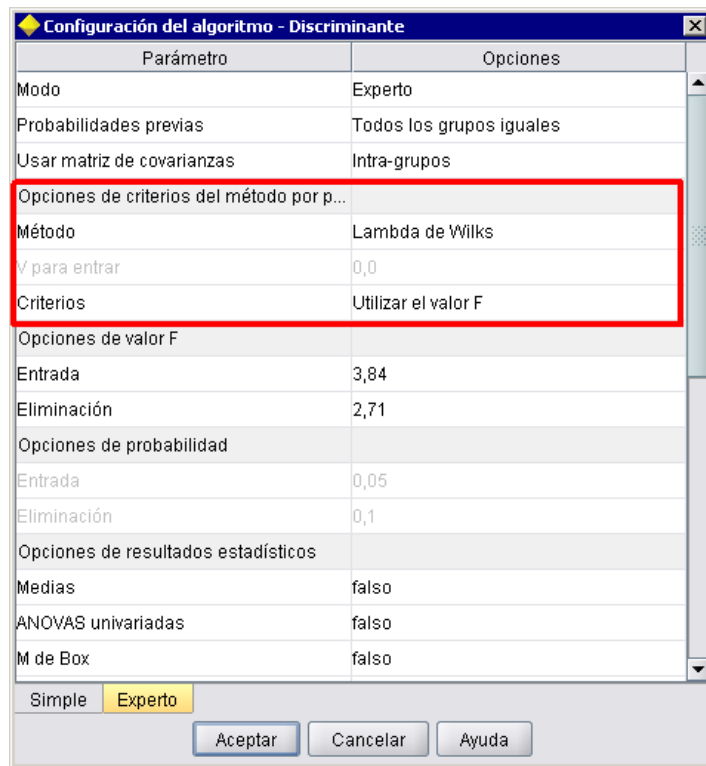 Configuración del algoritmo - Discriminante
Parámetro Opciones
Modo Experto
Probabilidades previas Todos los grupos iguales
Usar matriz de covarianzas Intra-grupos
Opciones de criterios del método por p...
Método Lambda de Wilks
V para entrar 0,0
Criterios Utilizar el valor F
Opciones de valor F
Entrada 3,84
Eliminación 2,71
Opciones de probabilidad
Entrada 0,05
Eliminación 0,1
Opciones de resultados estadísticos
Medias falso
ANOVAS univariadas falso
M de Box falso
Simple Experto
Aceptar Cancelar Ayuda